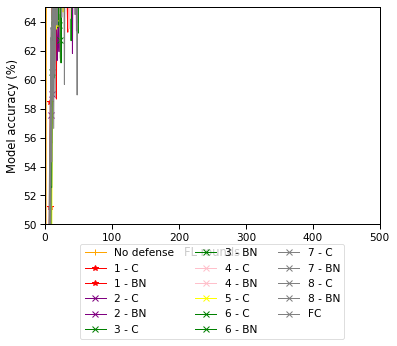 64
62
60
58
56
54
52
50
Model accuracy (%)
0 100 200 300 400 500
No defense
1 - C
1 - BN
2 - C
2 - BN
3 - C
3 - BN
4 - C
4 - BN
5 - C
6 - C
6 - BN
7 - C
7 - BN
8 - C
8 - BN
FC